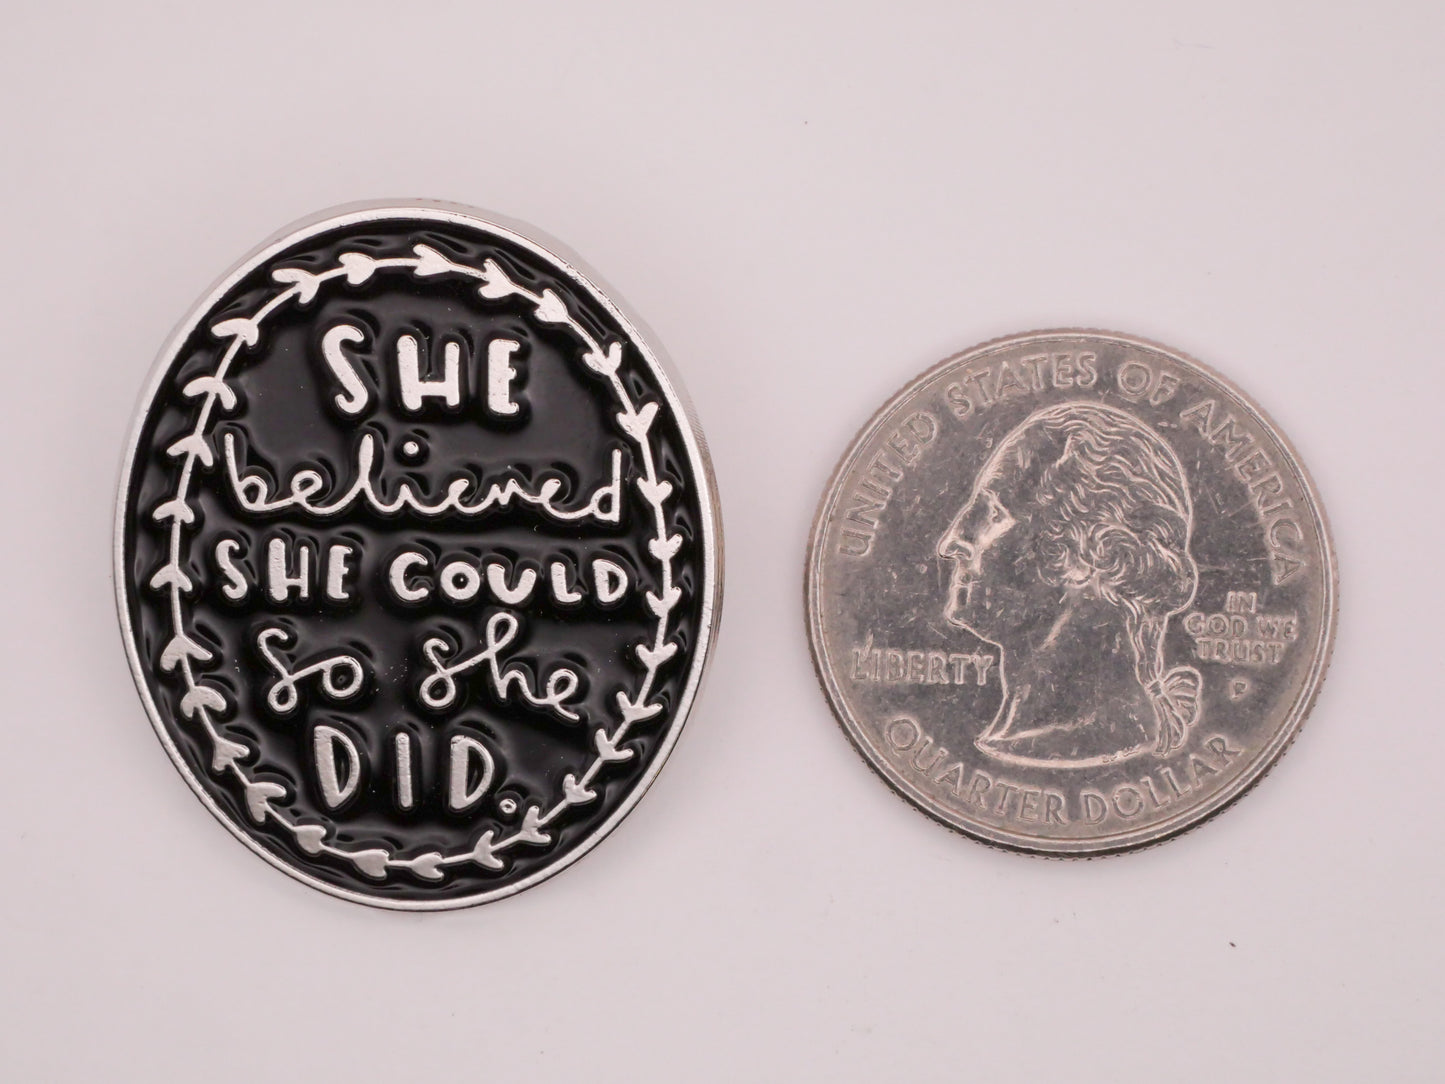 SHE
believed
SHE COULD
so she
DID.
UNITED STATES OF AMERICA
LIBERTY
IN
GOD WE
TRUST
P
QUARTER DOLLAR